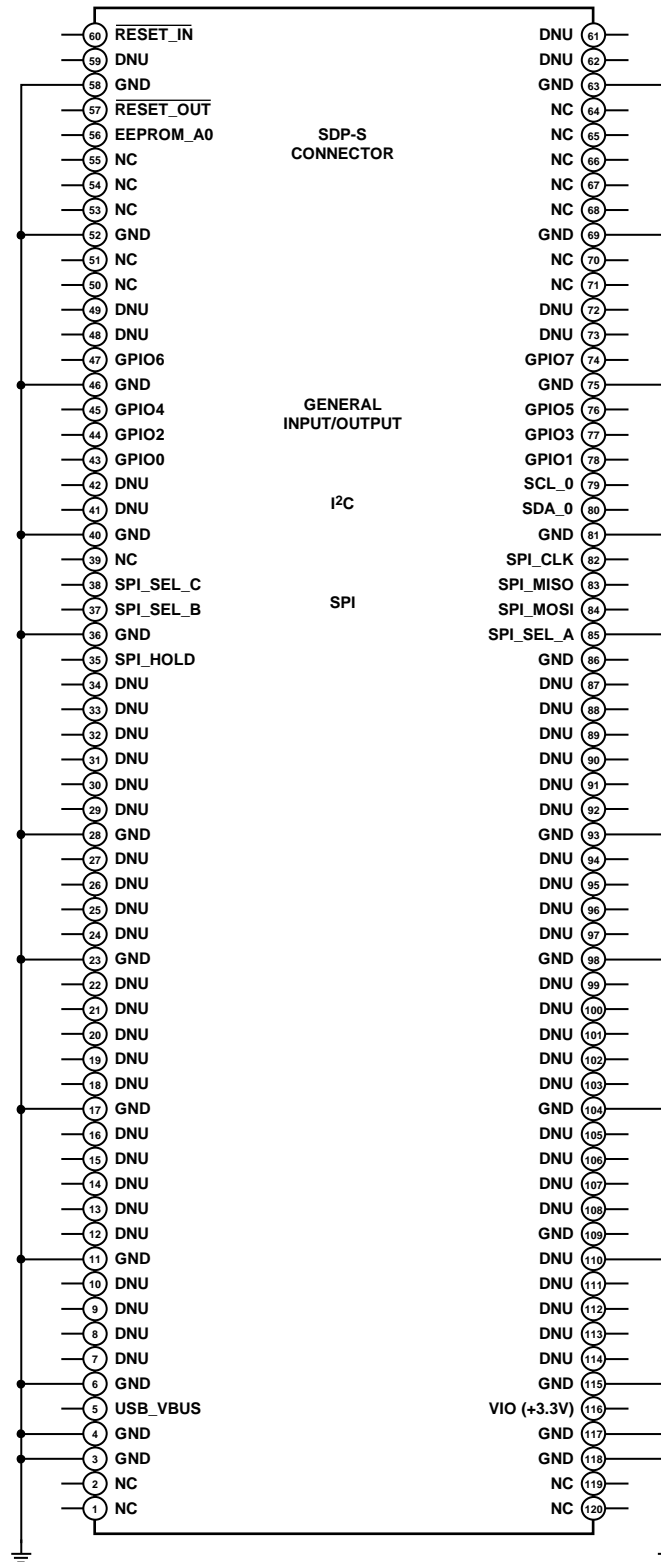 60 RESET_IN DNU 61
59 DNU DNU 62
58 GND GND 63
57 RESET_OUT NC 64
56 EEPROM_A0 SDP-S NC 65
CONNECTOR
55 NC NC 66
54 NC NC 67
53 NC NC 68
52 GND GND 69
51 NC NC 70
50 NC NC 71
49 DNU DNU 72
48 DNU DNU 73
47 GPIO6 GPIO7 74
46 GND GND 75
45 GPIO4 GENERAL GPIO5 76
INPUT/OUTPUT
44 GPIO2 GPIO3 77
43 GPIO0 GPIO1 78
42 DNU SCL_0 79
41 DNU I²C SDA_0 80
40 GND GND 81
39 NC SPI_CLK 82
38 SPI_SEL_C SPI_MISO 83
37 SPI_SEL_B SPI SPI_MOSI 84
36 GND SPI_SEL_A 85
35 SPI_HOLD GND 86
34 DNU DNU 87
33 DNU DNU 88
32 DNU DNU 89
31 DNU DNU 90
30 DNU DNU 91
29 DNU DNU 92
28 GND GND 93
27 DNU DNU 94
26 DNU DNU 95
25 DNU DNU 96
24 DNU DNU 97
23 GND GND 98
22 DNU DNU 99
21 DNU DNU 100
20 DNU DNU 101
19 DNU DNU 102
18 DNU DNU 103
17 GND GND 104
16 DNU DNU 105
15 DNU DNU 106
14 DNU DNU 107
13 DNU DNU 108
12 DNU GND 109
11 GND DNU 110
10 DNU DNU 111
9 DNU DNU 112
8 DNU DNU 113
7 DNU DNU 114
6 GND GND 115
5 USB_VBUS VIO (+3.3V) 116
4 GND GND 117
3 GND GND 118
2 NC NC 119
1 NC NC 120